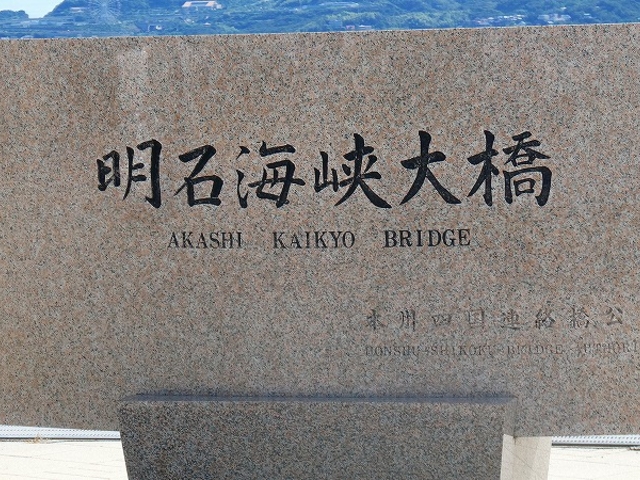 明石海峡大橋
AKASHI KAIKYO BRIDGE
本州四国連絡橋公
HONSHU-SHIKOKU BRIDGE